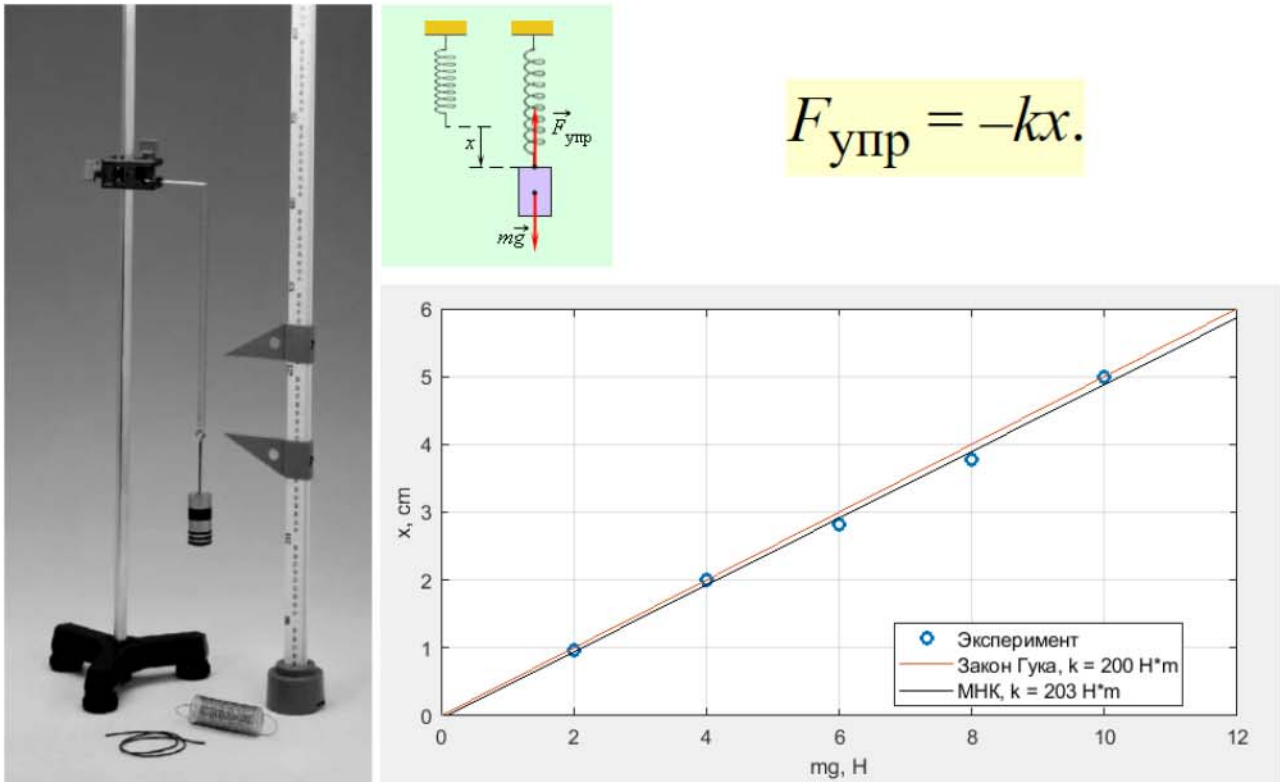 x
F упр
mg
Fупр = –kx.
6
5
4
3
2
1
0
x, cm
0 2 4 6 8 10 12
mg, H
Эксперимент
Закон Гука, k = 200 H*m
МНК, k = 203 H*m